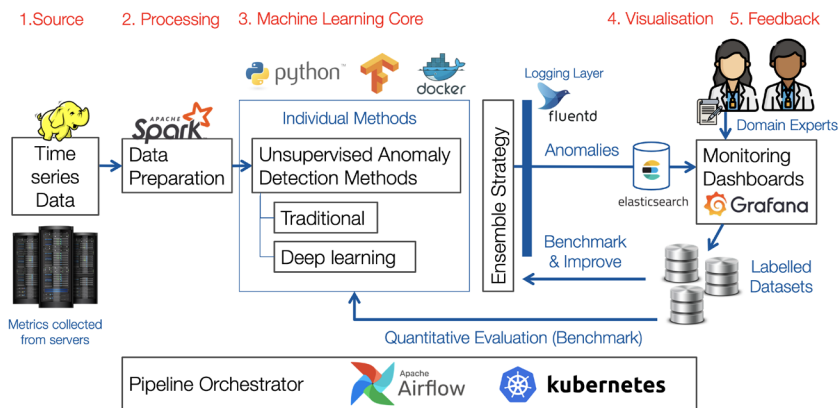 1.Source
2. Processing
3. Machine Learning Core
4. Visualisation
5. Feedback
python™
docker
Logging Layer
fluentd
APACHE
Spark
Individual Methods
Time
series
Data
Data
Preparation
Unsupervised Anomaly
Detection Methods
Traditional
Deep learning
Ensemble Strategy
Anomalies
elasticsearch
Domain Experts
Monitoring
Dashboards
Grafana
Benchmark
& Improve
Labelled
Datasets
Metrics collected
from servers
Quantitative Evaluation (Benchmark)
Pipeline Orchestrator
Apache
Airflow
kubernetes